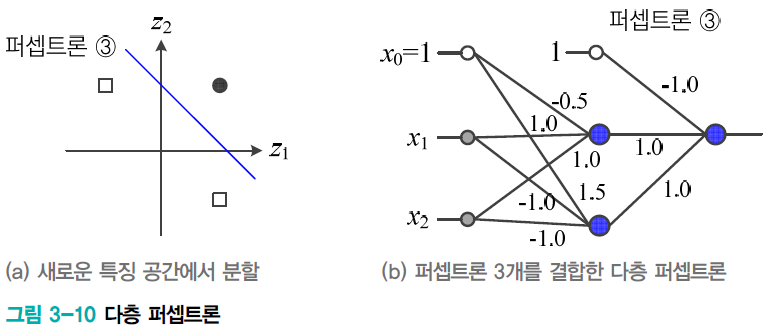 퍼셉트론 ③
z2
z1
퍼셉트론 ③
x0=1
1
-1.0
-0.5
1.0
x1
1.0
1.0
1.5
1.0
-1.0
x2
-1.0
(a) 새로운 특징 공간에서 분할
(b) 퍼셉트론 3개를 결합한 다층 퍼셉트론
그림 3-10 다층 퍼셉트론